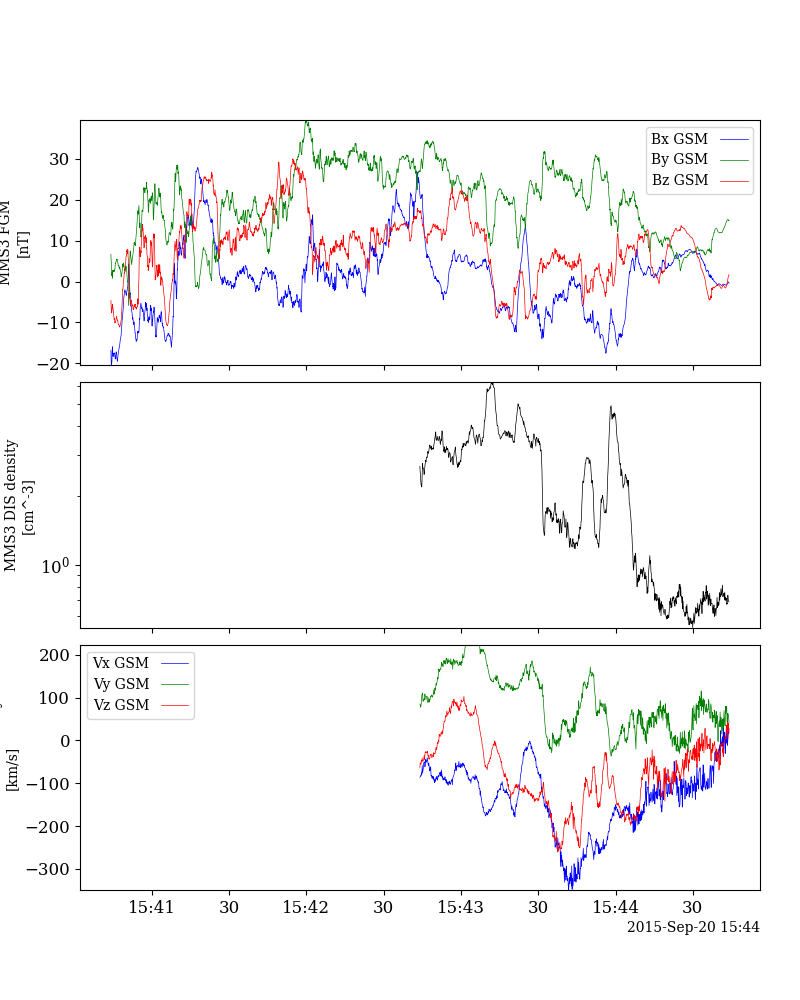 MMS3 FGM
[nT]
30
20
10
0
−10
−20
Bx GSM
By GSM
Bz GSM
MMS3 DIS density
[cm^-3]
10^0
[km/s]
200
100
0
−100
−200
−300
Vx GSM
Vy GSM
Vz GSM
15:41
30
15:42
30
15:43
30
15:44
30
2015-Sep-20 15:44